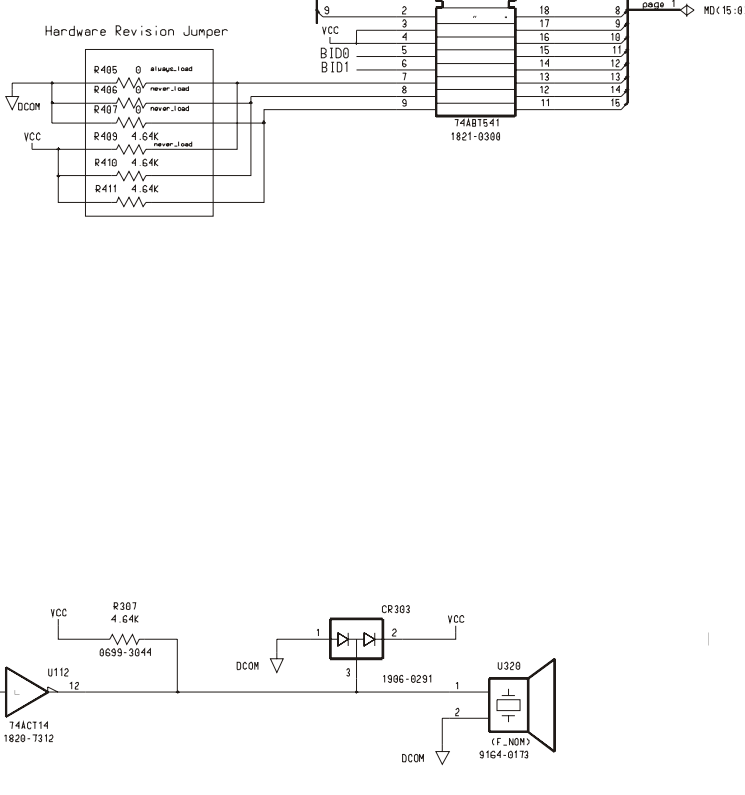 page 1
MD(15:0
9 2 18 8
VCC 3 17 9
4 16 10
BID0 5 15 11
BID1 6 14 12
7 13 13
8 12 14
9 11 15
74ABT541
1821-0300
Hardware Revision Jumper
R405 0 always_load
R406 0 never_load
R407 0 never_load
DCOM
VCC
R409 4.64K never_load
R410 4.64K
R411 4.64K
R307
VCC 4.64K
0699-3044
CR303
VCC
1 2
DCOM
3
1906-0291
U112
12
74ACT14
1820-7312
U320
1
2
DCOM
(F_NOM)
9164-0173